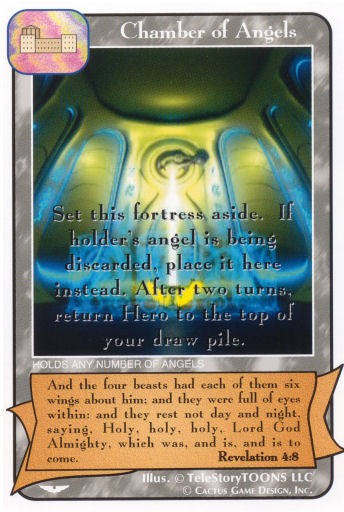 Chamber of Angels
Set this fortress aside. If
holder's angel is being
discarded, place it here
instead. After two turns,
return Hero to the top of
your draw pile.
HOLDS ANY NUMBER OF ANGELS
And the four beasts had each of them six
wings about him; and they were full of eyes
within: and they rest not day and night,
saying, Holy, holy, holy, Lord God
Almighty, which was, and is, and is to
come. Revelation 4:8
Illus. © TeleStoryTOONS LLC
© Cactus Game Design, Inc.